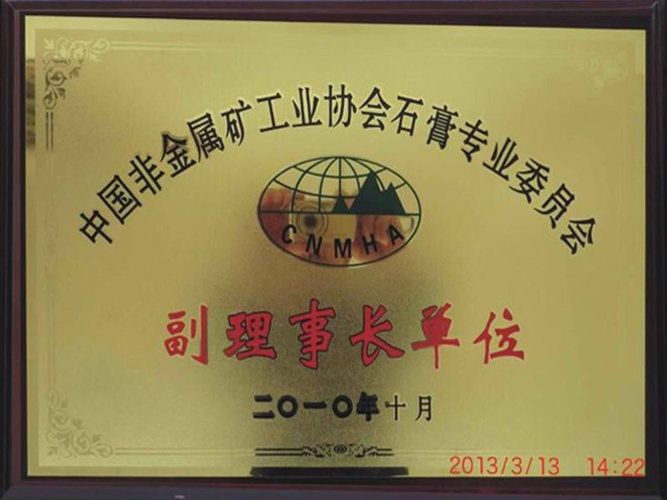 中国非金属矿工业协会石膏专业委员会
CNMHA
副理事长单位
二〇一〇年十月
2013/3/13 14:22